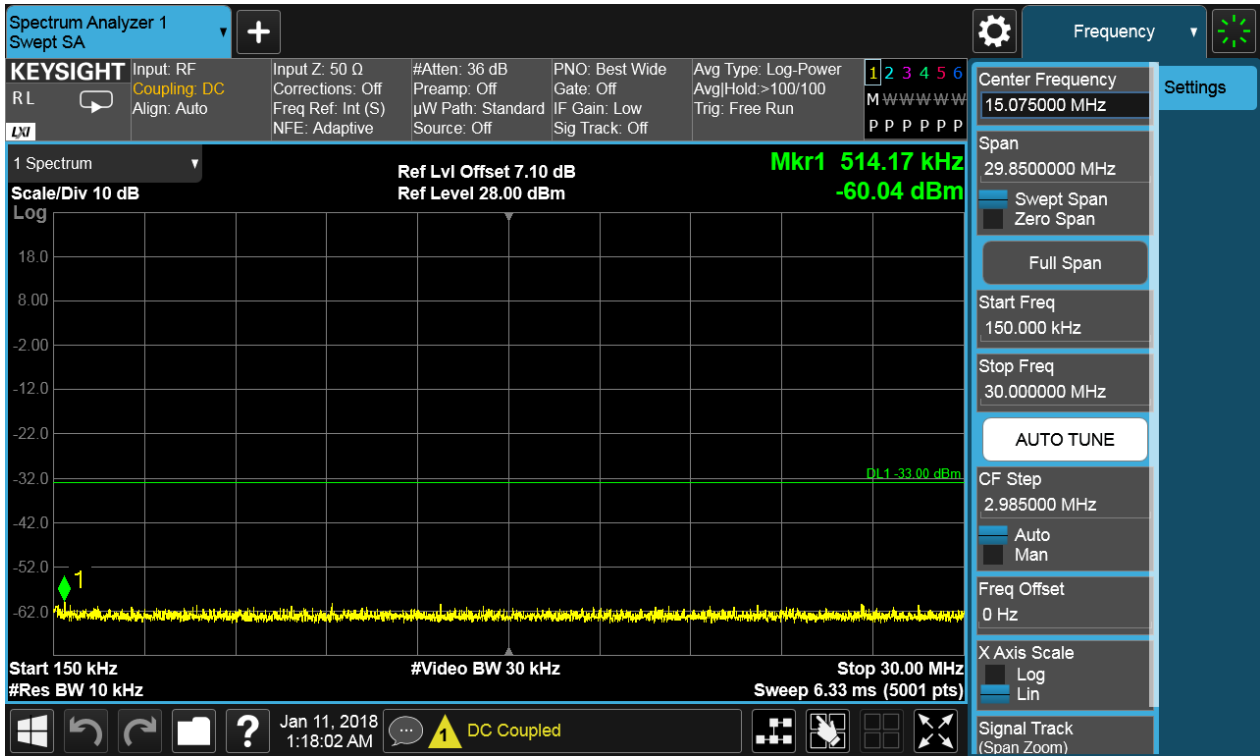 Spectrum Analyzer 1
Swept SA
+
Frequency
KEYSIGHT
R L
LXI
Input: RF
Coupling: DC
Align: Auto
Input Z: 50 Ω
Corrections: Off
Freq Ref: Int (S)
NFE: Adaptive
#Atten: 36 dB
Preamp: Off
µW Path: Standard
Source: Off
PNO: Best Wide
Gate: Off
IF Gain: Low
Sig Track: Off
Avg Type: Log-Power
Avg|Hold:>100/100
Trig: Free Run
1 2 3 4 5 6
M W W W W W
P P P P P P
1 Spectrum
Scale/Div 10 dB
Log
Ref Lvl Offset 7.10 dB
Ref Level 28.00 dBm
Mkr1 514.17 kHz
-60.04 dBm
18.0
8.00
-2.00
-12.0
-22.0
-32.0
-42.0
-52.0
-62.0
DL1 -33.00 dBm
1
Start 150 kHz
#Res BW 10 kHz
#Video BW 30 kHz
Stop 30.00 MHz
Sweep 6.33 ms (5001 pts)
Center Frequency
15.075000 MHz
Span
29.8500000 MHz
Swept Span
Zero Span
Full Span
Start Freq
150.000 kHz
Stop Freq
30.000000 MHz
AUTO TUNE
CF Step
2.985000 MHz
Auto
Man
Freq Offset
0 Hz
X Axis Scale
Log
Lin
Signal Track
(Span Zoom)
Settings
?
Jan 11, 2018
1:18:02 AM
1
DC Coupled